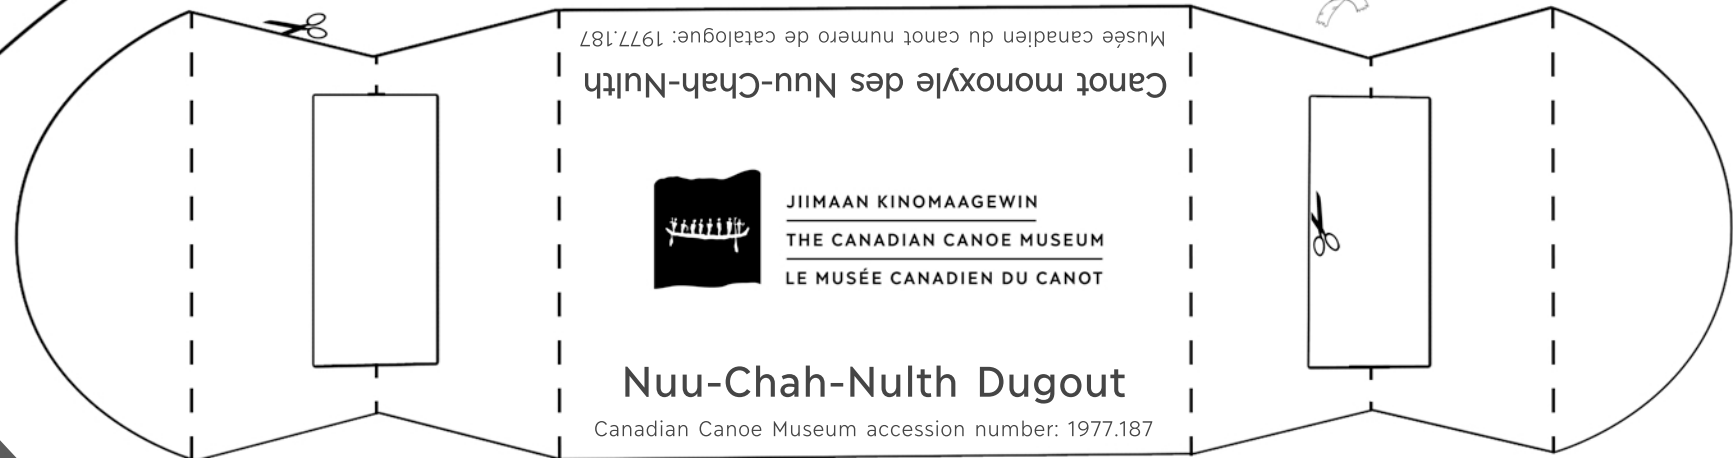 Musée canadien du canot numero de catalogue: 1977.187
Canot monoxyle des Nuu-Chah-Nulth
JIIMAAN KINOMAAGEWIN
THE CANADIAN CANOE MUSEUM
LE MUSÉE CANADIEN DU CANOT
Nuu-Chah-Nulth Dugout
Canadian Canoe Museum accession number: 1977.187